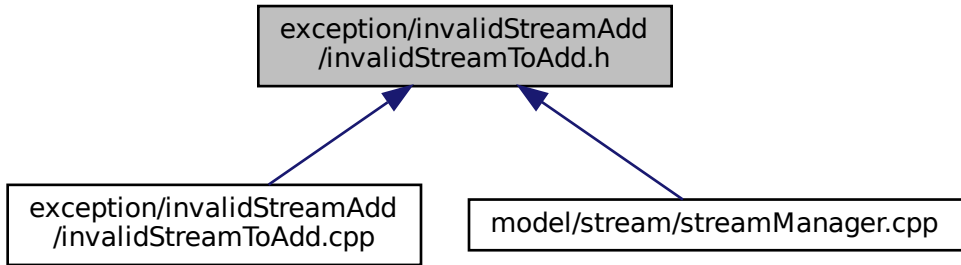 exception/invalidStreamAdd
/invalidStreamToAdd.h
exception/invalidStreamAdd
/invalidStreamToAdd.cpp
model/stream/streamManager.cpp